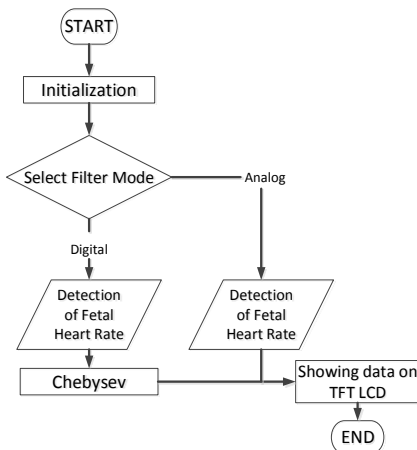 START
Initialization
Select Filter Mode
Analog
Digital
Detection
of Fetal
Heart Rate
Detection
of Fetal
Heart Rate
Chebysev
Showing data on
TFT LCD
END